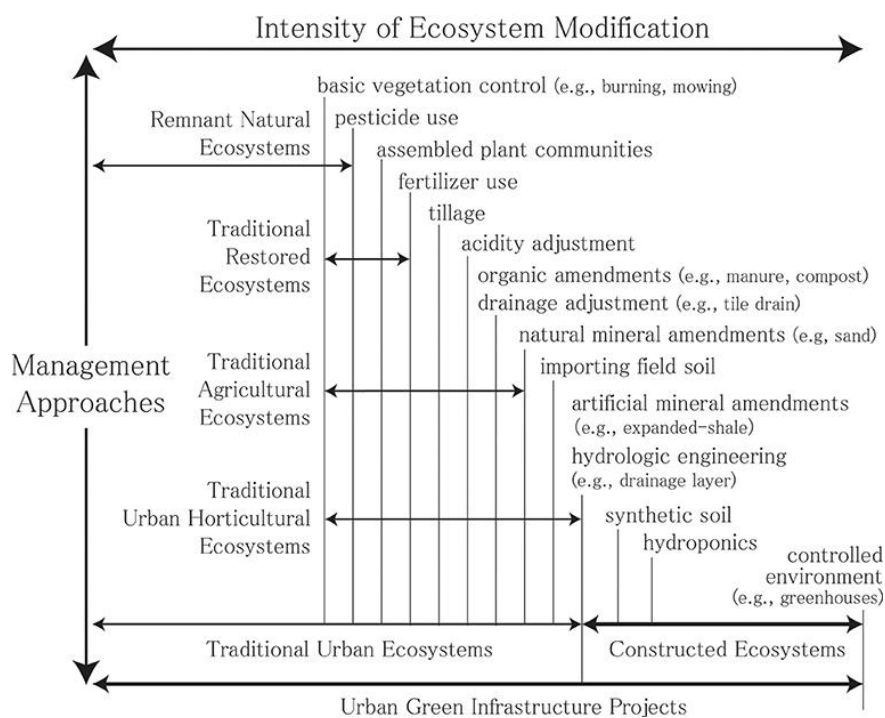 Intensity of Ecosystem Modification
basic vegetation control (e.g., burning, mowing)
Remnant Natural
Ecosystems
pesticide use
assembled plant communities
fertilizer use
tillage
Traditional
Restored
Ecosystems
acidity adjustment
organic amendments (e.g., manure, compost)
drainage adjustment (e.g., tile drain)
natural mineral amendments (e.g, sand)
Management
Approaches
Traditional
Agricultural
Ecosystems
importing field soil
artificial mineral amendments
(e.g., expanded-shale)
hydrologic engineering
(e.g., drainage layer)
Traditional
Urban Horticultural
Ecosystems
synthetic soil
hydroponics
controlled
environment
(e.g., greenhouses)
Traditional Urban Ecosystems
Constructed Ecosystems
Urban Green Infrastructure Projects